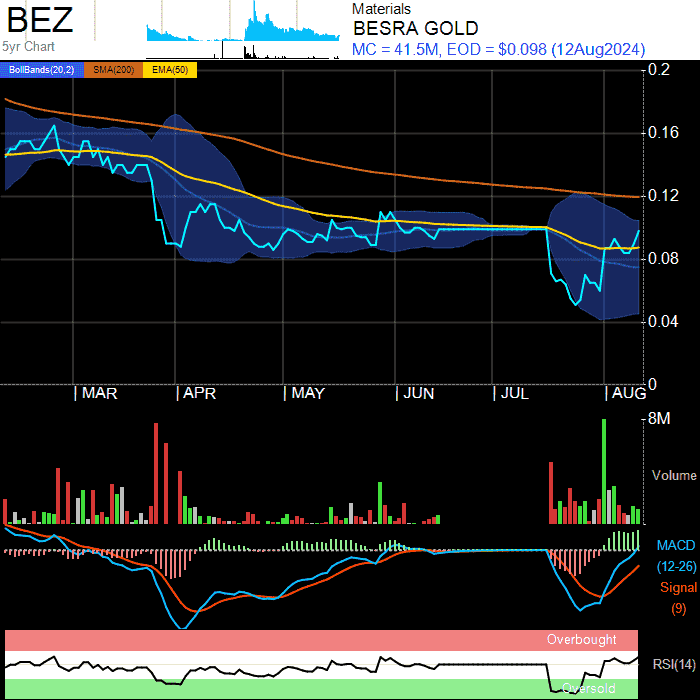 BEZ
5yr Chart
Materials
BESRA GOLD
MC = 41.5M, EOD = $0.098 (12Aug2024)
BollBands(20,2) SMA(200) EMA(50)
0.2
0.16
0.12
0.08
0.04
0
MAR APR MAY JUN JUL AUG
8M
Volume
MACD
(12-26)
Signal
(9)
Overbought
RSI(14)
Oversold